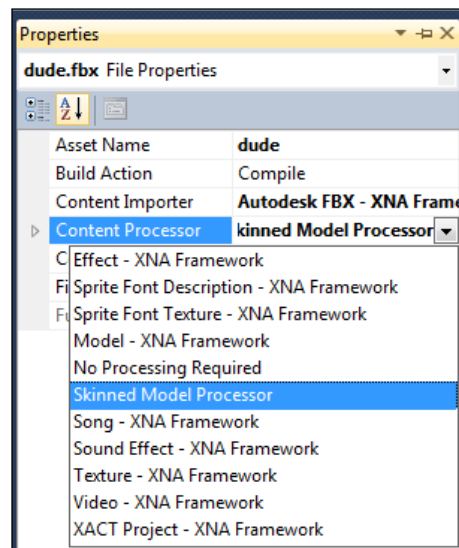 Properties
dude.fbx File Properties
Asset Name dude
Build Action Compile
Content Importer Autodesk FBX - XNA Frame
Content Processor kinned Model Processor
C
Fi
Fu
Effect - XNA Framework
Sprite Font Description - XNA Framework
Sprite Font Texture - XNA Framework
Model - XNA Framework
No Processing Required
Skinned Model Processor
Song - XNA Framework
Sound Effect - XNA Framework
Texture - XNA Framework
Video - XNA Framework
XACT Project - XNA Framework